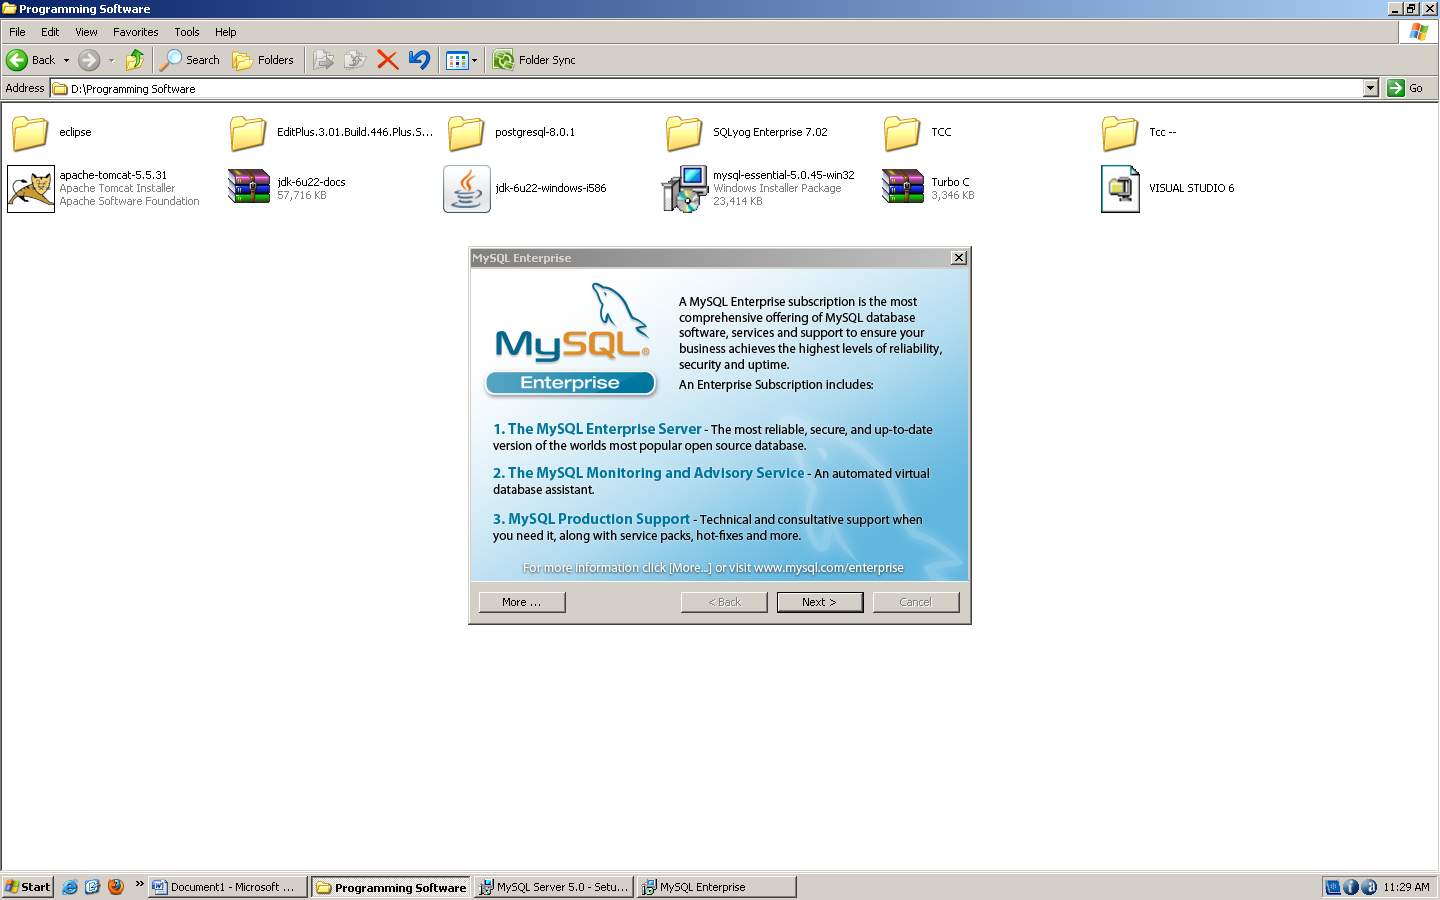 Programming Software
File Edit View Favorites Tools Help
Back Search Folders Folder Sync
Address D:\Programming Software Go
eclipse
EditPlus.3.01.Build.446.Plus.S...
postgresql-8.0.1
SQLyog Enterprise 7.02
TCC
Tcc --
apache-tomcat-5.5.31
Apache Tomcat Installer
Apache Software Foundation
jdk-6u22-docs
57,716 KB
jdk-6u22-windows-i586
mysql-essential-5.0.45-win32
Windows Installer Package
23,414 KB
Turbo C
3,346 KB
VISUAL STUDIO 6
MySQL Enterprise
MySQL®
Enterprise
A MySQL Enterprise subscription is the most
comprehensive offering of MySQL database
software, services and support to ensure your
business achieves the highest levels of reliability,
security and uptime.
An Enterprise Subscription includes:
1. The MySQL Enterprise Server - The most reliable, secure, and up-to-date
version of the worlds most popular open source database.
2. The MySQL Monitoring and Advisory Service - An automated virtual
database assistant.
3. MySQL Production Support - Technical and consultative support when
you need it, along with service packs, hot-fixes and more.
For more information click [More...] or visit www.mysql.com/enterprise
More ... < Back Next > Cancel
Start » Document1 - Microsoft ... Programming Software MySQL Server 5.0 - Setu... MySQL Enterprise 11:29 AM